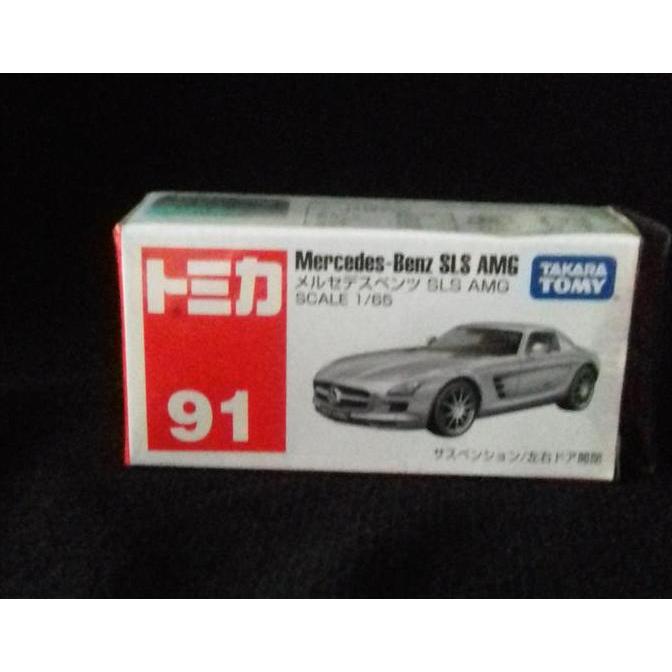 トミカ
91
Mercedes-Benz SLS AMG
メルセデスベンツ SLS AMG
SCALE 1/65
TAKARA
TOMY
サスペンション/左右ドア開閉